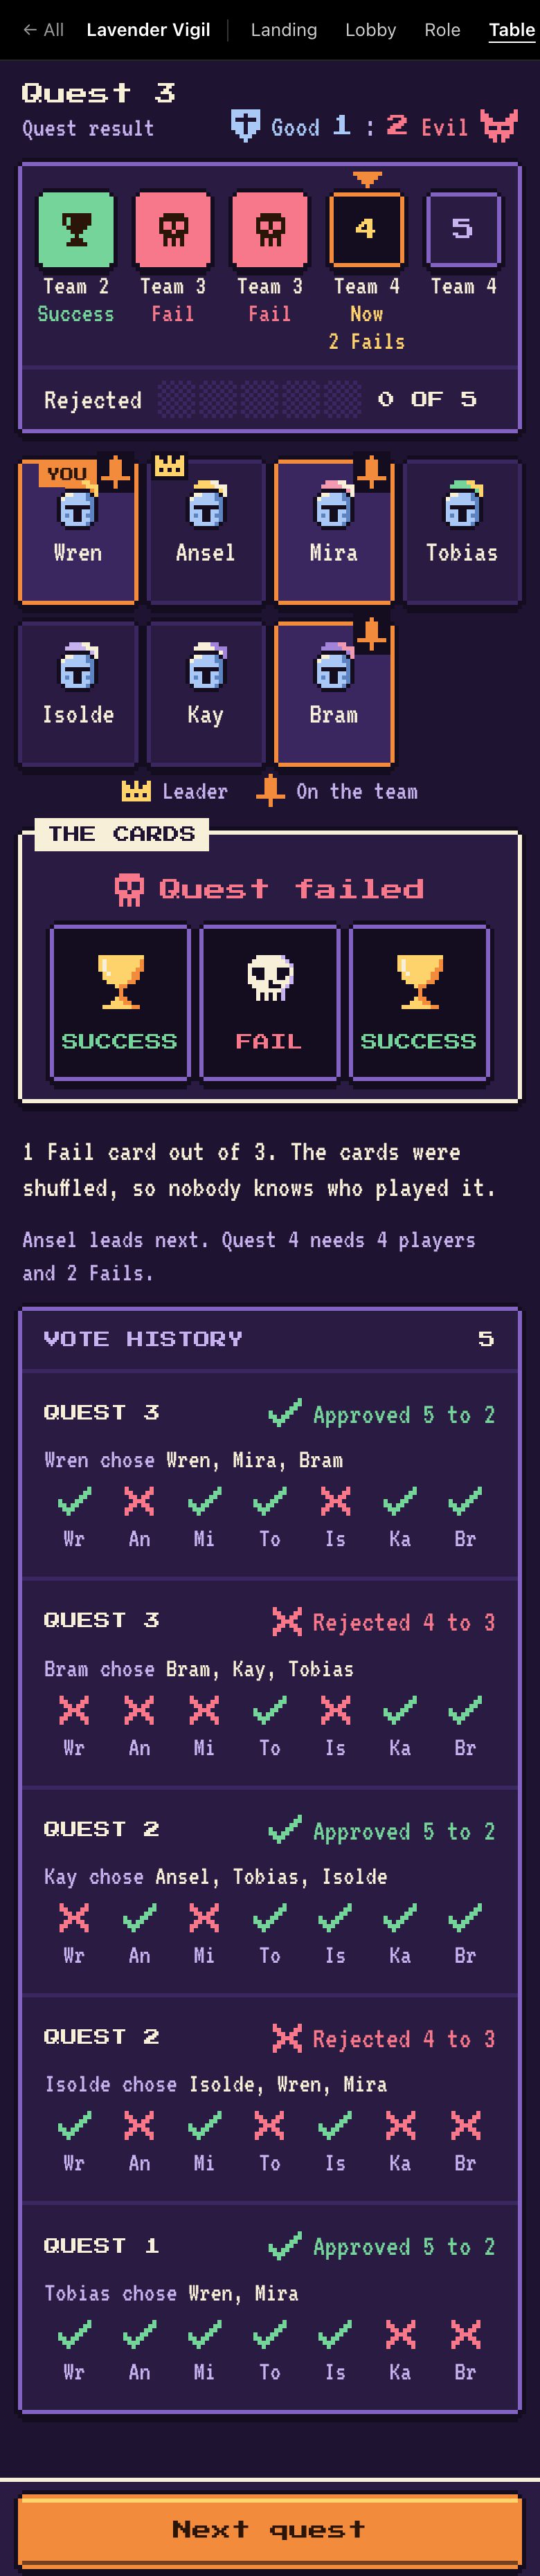 ← All Lavender Vigil Landing Lobby Role Table
Quest 3
Quest result Good 1 : 2 Evil
4 5
Team 2 Team 3 Team 3 Team 4 Team 4
Success Fail Fail Now
2 Fails
Rejected 0 OF 5
YOU
Wren Ansel Mira Tobias
Isolde Kay Bram
Leader On the team
THE CARDS
Quest failed
SUCCESS FAIL SUCCESS
1 Fail card out of 3. The cards were
shuffled, so nobody knows who played it.
Ansel leads next. Quest 4 needs 4 players
and 2 Fails.
VOTE HISTORY 5
QUEST 3 Approved 5 to 2
Wren chose Wren, Mira, Bram
Wr An Mi To Is Ka Br
QUEST 3 Rejected 4 to 3
Bram chose Bram, Kay, Tobias
Wr An Mi To Is Ka Br
QUEST 2 Approved 5 to 2
Kay chose Ansel, Tobias, Isolde
Wr An Mi To Is Ka Br
QUEST 2 Rejected 4 to 3
Isolde chose Isolde, Wren, Mira
Wr An Mi To Is Ka Br
QUEST 1 Approved 5 to 2
Tobias chose Wren, Mira
Wr An Mi To Is Ka Br
Next quest